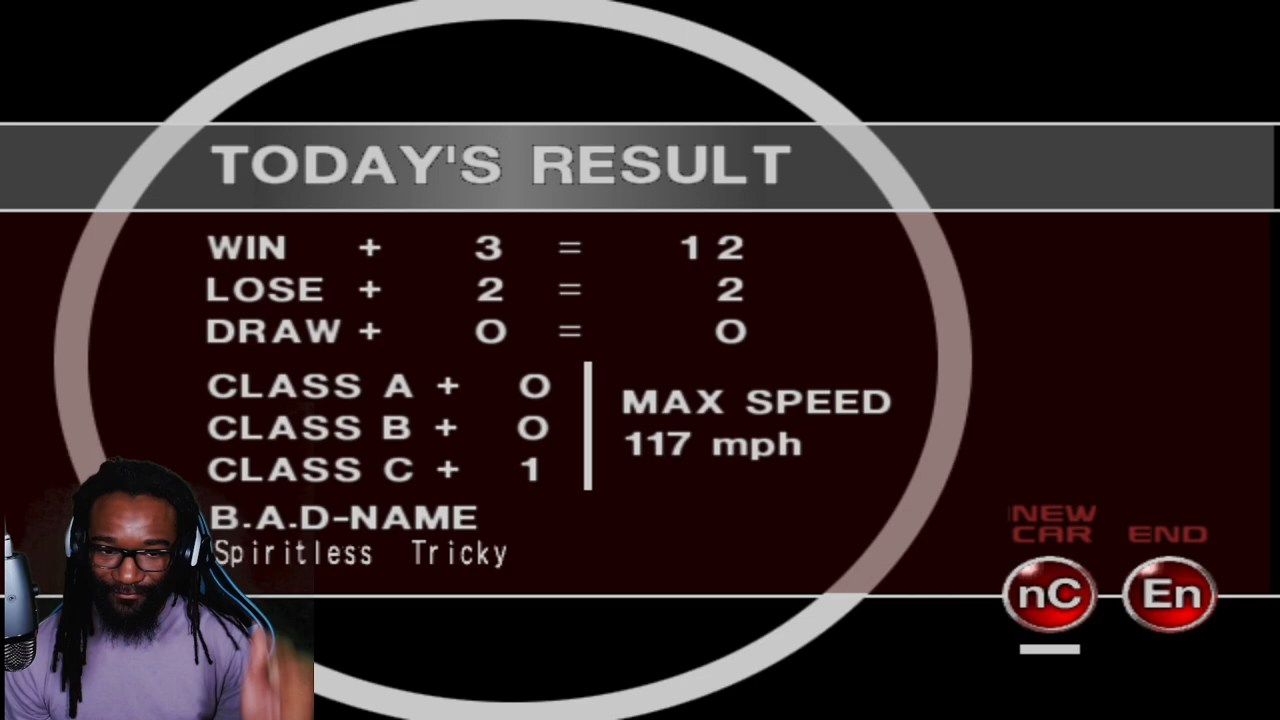 TODAY'S RESULT
WIN + 3 = 12
LOSE + 2 = 2
DRAW + 0 = 0
CLASS A + 0
CLASS B + 0
CLASS C + 1
MAX SPEED
117 mph
B.A.D-NAME
Spiritless Tricky
NEW CAR
END
nC
En